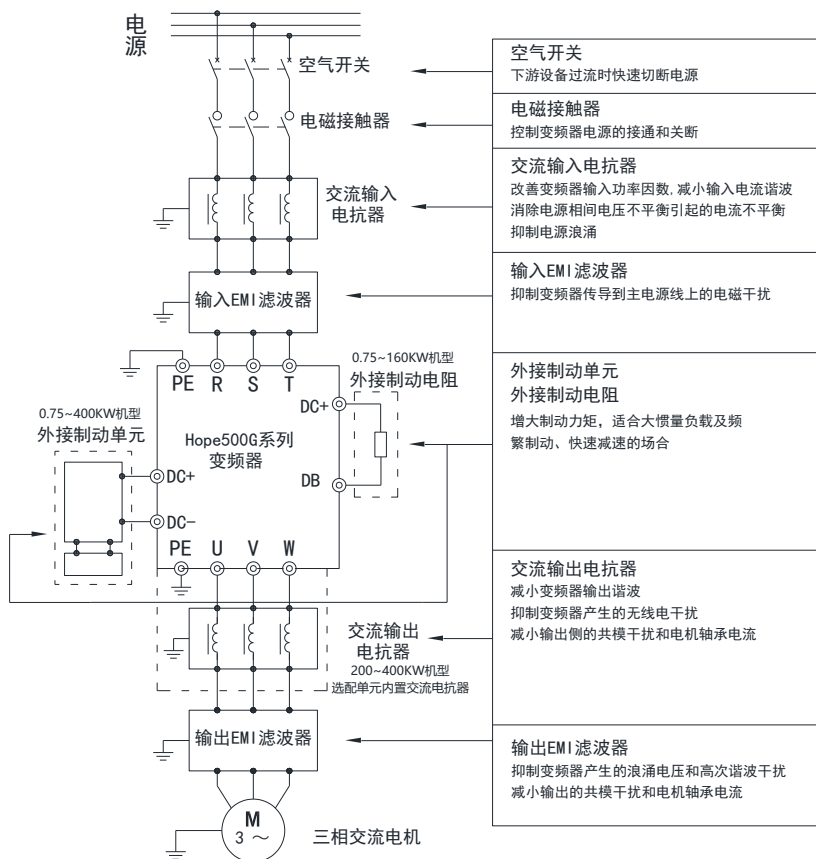 电
源
空气开关
电磁接触器
交流输入
电抗器
输入EMI滤波器
PE R S T
0.75~160KW机型
外接制动电阻
DC+
0.75~400KW机型
外接制动单元
Hope500G系列
变频器
DC+
DB
DC-
PE U V W
交流输出
电抗器
200~400KW机型
选配单元内置交流电抗器
输出EMI滤波器
M
3 ～
三相交流电机
空气开关
下游设备过流时快速切断电源
电磁接触器
控制变频器电源的接通和关断
交流输入电抗器
改善变频器输入功率因数,减小输入电流谐波
消除电源相间电压不平衡引起的电流不平衡
抑制电源浪涌
输入EMI滤波器
抑制变频器传导到主电源线上的电磁干扰
外接制动单元
外接制动电阻
增大制动力矩，适合大惯量负载及频
繁制动、快速减速的场合
交流输出电抗器
减小变频器输出谐波
抑制变频器产生的无线电干扰
减小输出侧的共模干扰和电机轴承电流
输出EMI滤波器
抑制变频器产生的浪涌电压和高次谐波干扰
减小输出的共模干扰和电机轴承电流